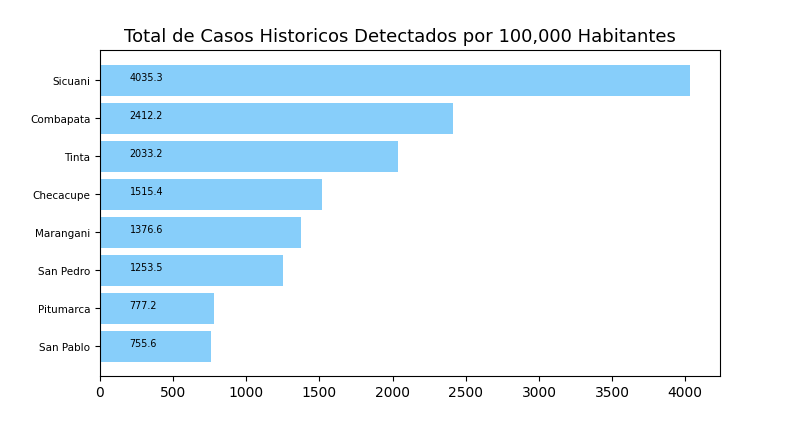 Total de Casos Historicos Detectados por 100,000 Habitantes
Sicuani 4035.3
Combapata 2412.2
Tinta 2033.2
Checacupe 1515.4
Marangani 1376.6
San Pedro 1253.5
Pitumarca 777.2
San Pablo 755.6
0 500 1000 1500 2000 2500 3000 3500 4000